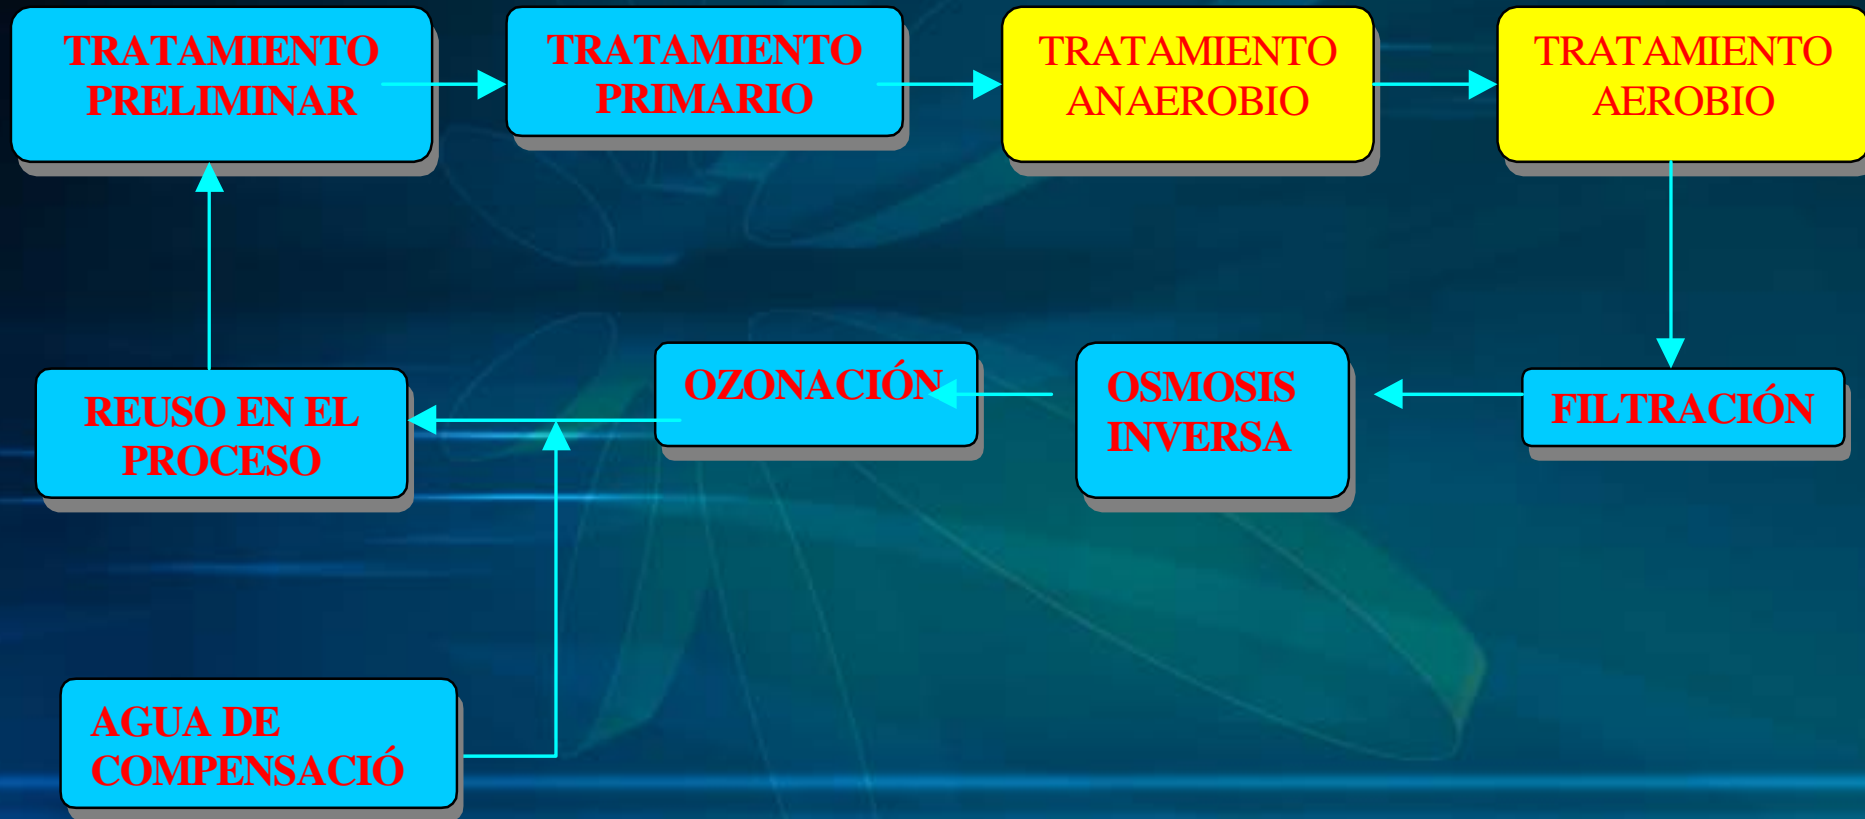 TRATAMIENTO
PRELIMINAR
TRATAMIENTO
PRIMARIO
TRATAMIENTO
ANAEROBIO
TRATAMIENTO
AEROBIO
REUSO EN EL
PROCESO
OZONACIÓN
OSMOSIS
INVERSA
FILTRACIÓN
AGUA DE
COMPENSACIÓ